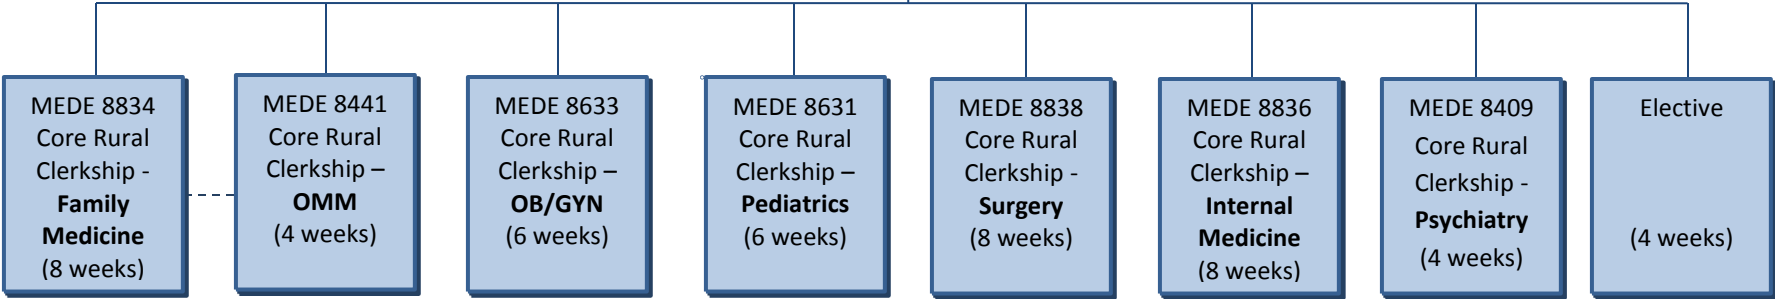 MEDE 8834
Core Rural
Clerkship -
Family
Medicine
(8 weeks)
MEDE 8441
Core Rural
Clerkship –
OMM
(4 weeks)
MEDE 8633
Core Rural
Clerkship –
OB/GYN
(6 weeks)
MEDE 8631
Core Rural
Clerkship –
Pediatrics
(6 weeks)
MEDE 8838
Core Rural
Clerkship -
Surgery
(8 weeks)
MEDE 8836
Core Rural
Clerkship –
Internal
Medicine
(8 weeks)
MEDE 8409
Core Rural
Clerkship -
Psychiatry
(4 weeks)
Elective
(4 weeks)